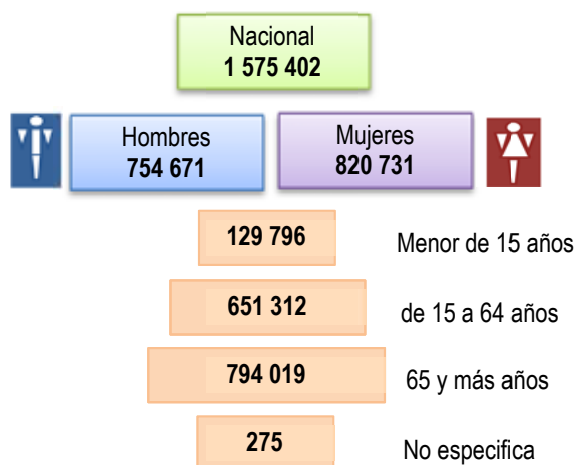 Nacional
1 575 402
Hombres
754 671
Mujeres
820 731
129 796
Menor de 15 años
651 312
de 15 a 64 años
794 019
65 y más años
275
No especifica